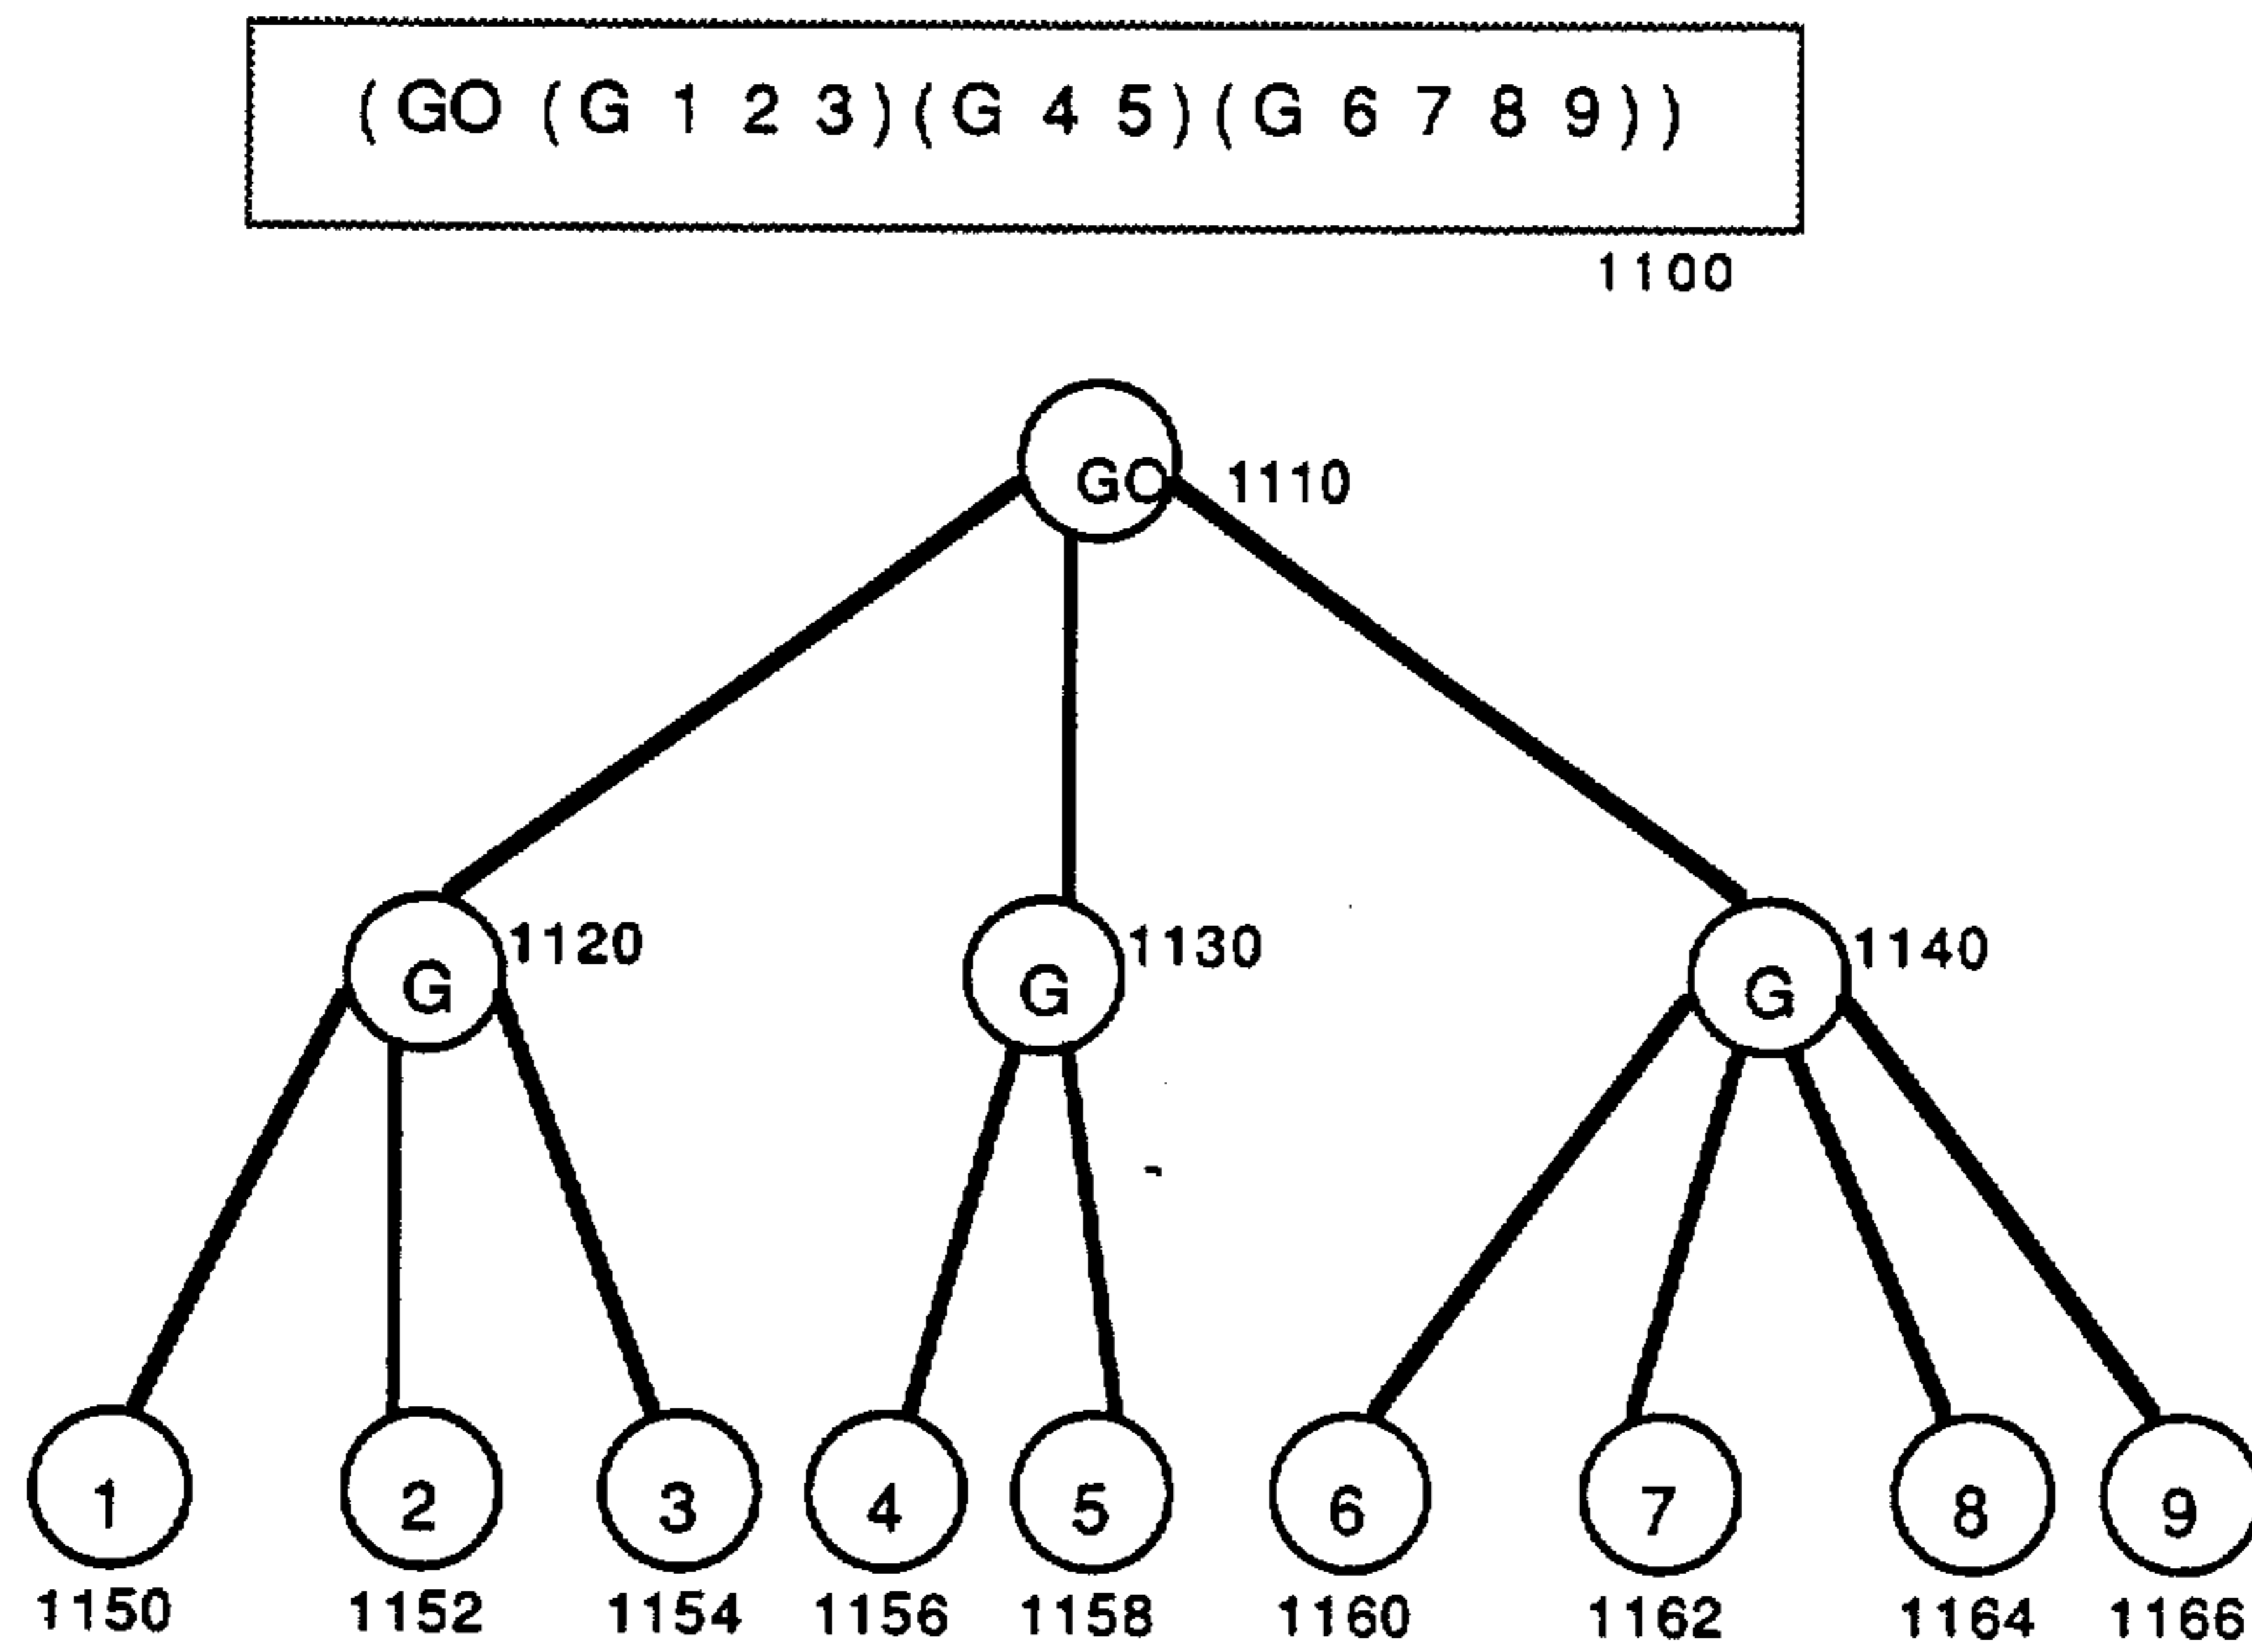 (GO (G 1 2 3)(G 4 5)(G 6 7 8 9))
1100
GO 1110
G 1120 G 1130 G 1140
1 2 3 4 5 6 7 8 9
1150 1152 1154 1156 1158 1160 1162 1164 1166